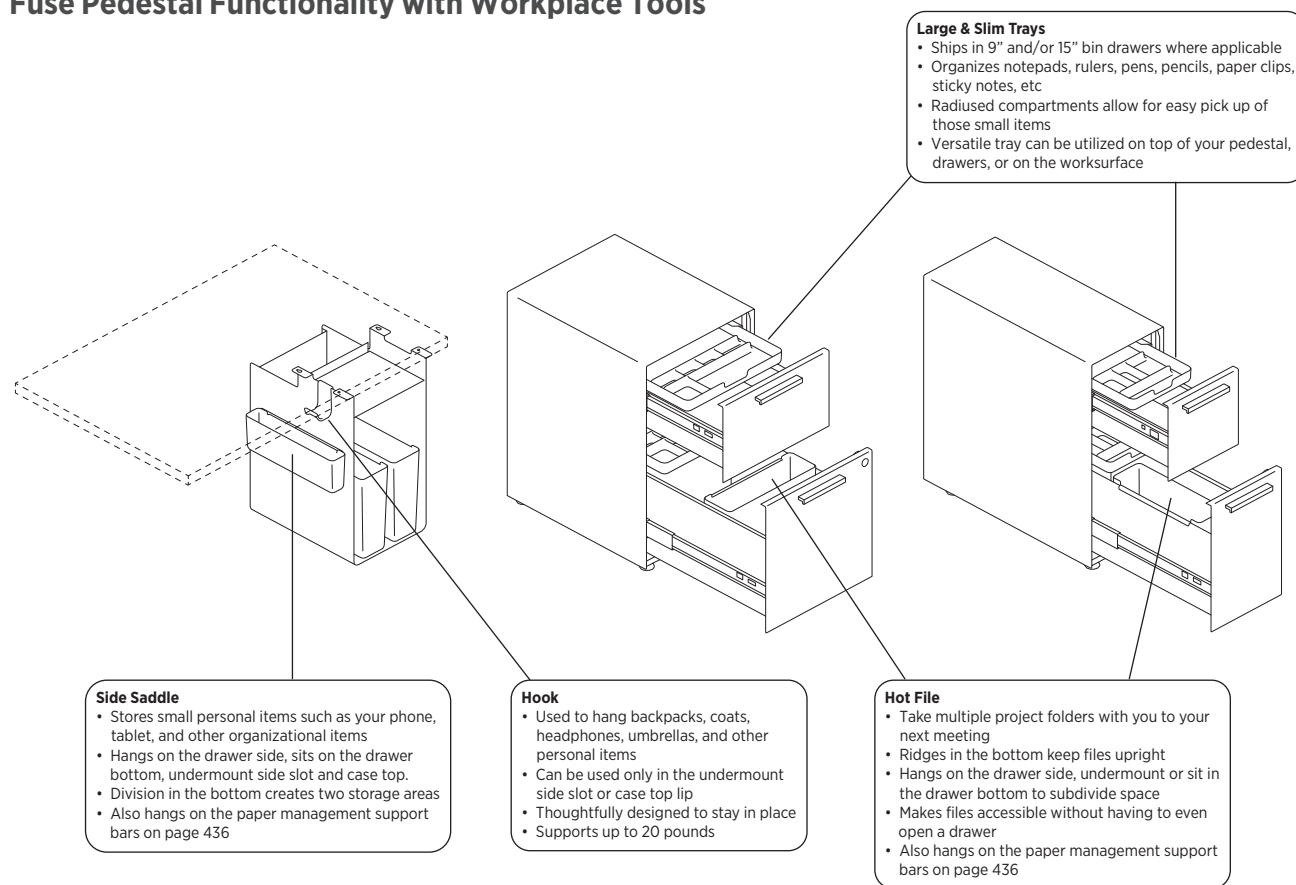 Fuse Pedestal Functionality with Workplace Tools
Large & Slim Trays
• Ships in 9” and/or 15” bin drawers where applicable
• Organizes notepads, rulers, pens, pencils, paper clips,
sticky notes, etc
• Radiused compartments allow for easy pick up of
those small items
• Versatile tray can be utilized on top of your pedestal,
drawers, or on the worksurface
Side Saddle
• Stores small personal items such as your phone,
tablet, and other organizational items
• Hangs on the drawer side, sits on the drawer
bottom, undermount side slot and case top.
• Division in the bottom creates two storage areas
• Also hangs on the paper management support
bars on page 436
Hook
• Used to hang backpacks, coats,
headphones, umbrellas, and other
personal items
• Can be used only in the undermount
side slot or case top lip
• Thoughtfully designed to stay in place
• Supports up to 20 pounds
Hot File
• Take multiple project folders with you to your
next meeting
• Ridges in the bottom keep files upright
• Hangs on the drawer side, undermount or sit in
the drawer bottom to subdivide space
• Makes files accessible without having to even
open a drawer
• Also hangs on the paper management support
bars on page 436